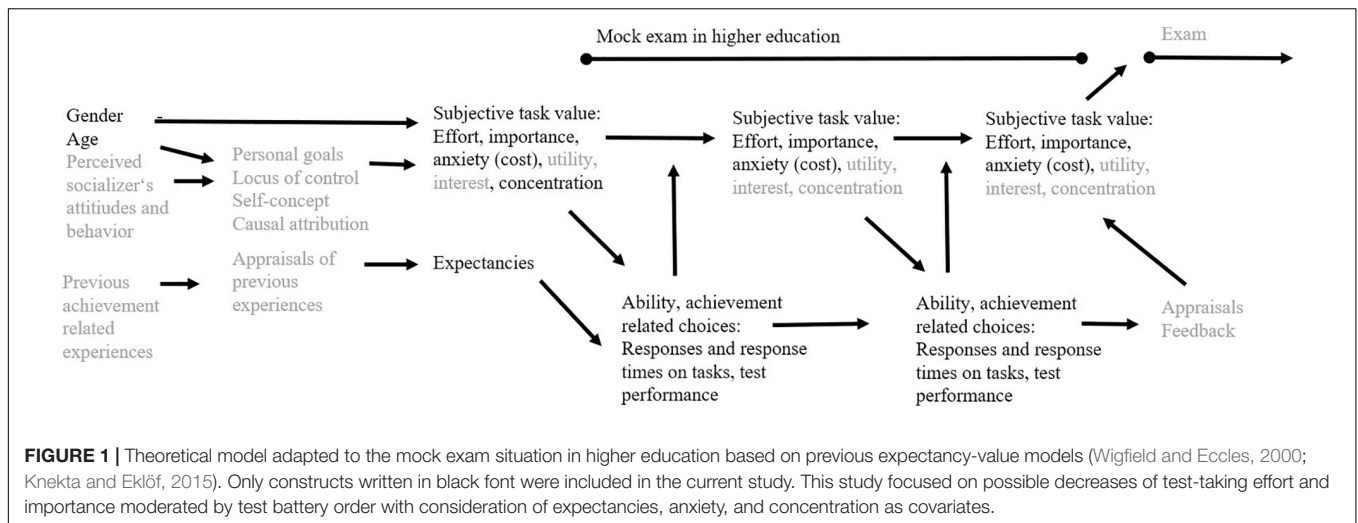 Mock exam in higher education
Exam
Gender
Age
Perceived
socializer‘s
attitiudes and
behavior
Previous
achievement
related
experiences
Personal goals
Locus of control
Self-concept
Causal attribution
Appraisals of
previous
experiences
Subjective task value:
Effort, importance,
anxiety (cost), utility,
interest, concentration
Expectancies
Ability, achievement
related choices:
Responses and response
times on tasks, test
performance
Subjective task value:
Effort, importance,
anxiety (cost), utility,
interest, concentration
Ability, achievement
related choices:
Responses and response
times on tasks, test
performance
Subjective task value:
Effort, importance,
anxiety (cost), utility,
interest, concentration
Appraisals
Feedback
FIGURE 1 | Theoretical model adapted to the mock exam situation in higher education based on previous expectancy-value models (Wigfield and Eccles, 2000;
Knekta and Eklöf, 2015). Only constructs written in black font were included in the current study. This study focused on possible decreases of test-taking effort and
importance moderated by test battery order with consideration of expectancies, anxiety, and concentration as covariates.